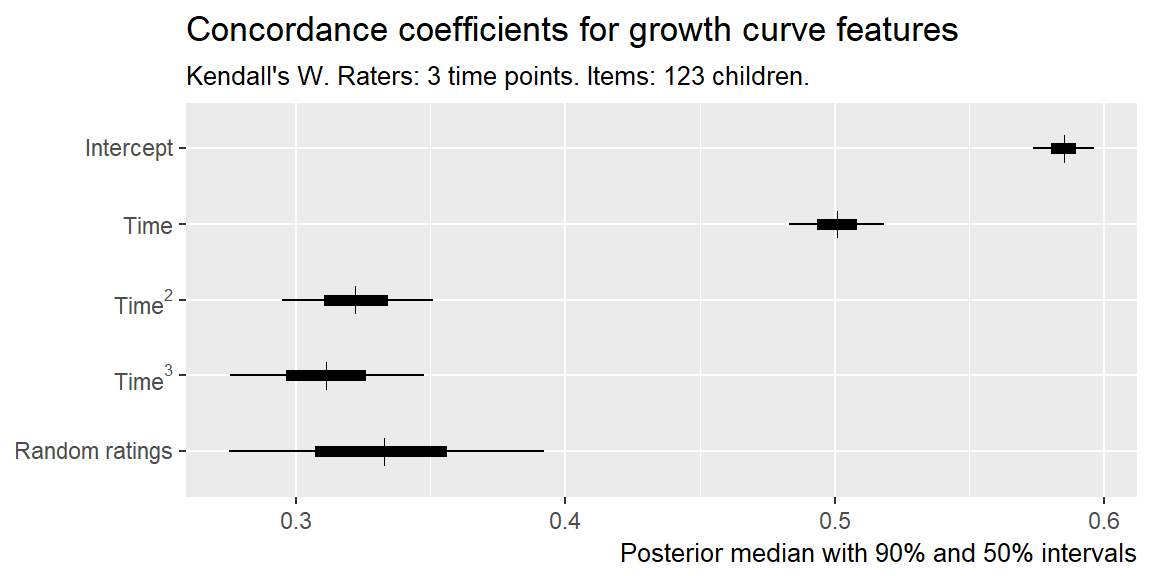 Concordance coefficients for growth curve features
Kendall's W. Raters: 3 time points. Items: 123 children.
Intercept
Time
Time²
Time³
Random ratings
0.3 0.4 0.5 0.6
Posterior median with 90% and 50% intervals